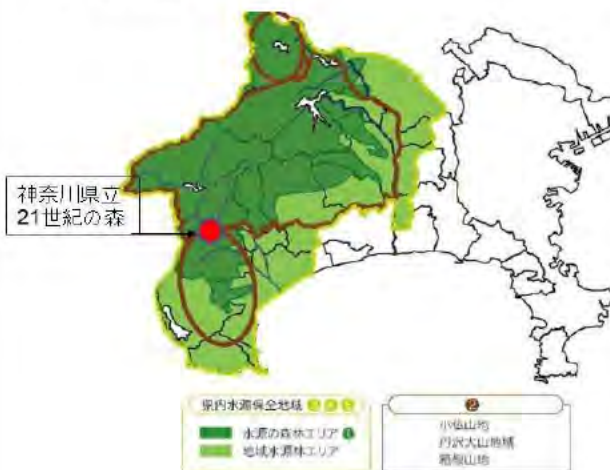 神奈川県立
21世紀の森
県内水源保全地域
水源の森林エリア ❶
地域水源林エリア
❷
小仏山地
丹沢大山地域
箱根山地